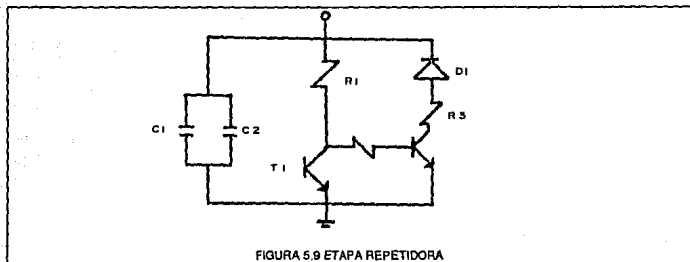 R1
D1
R3
C1
C2
T1
FIGURA 5.9 ETAPA REPETIDORA